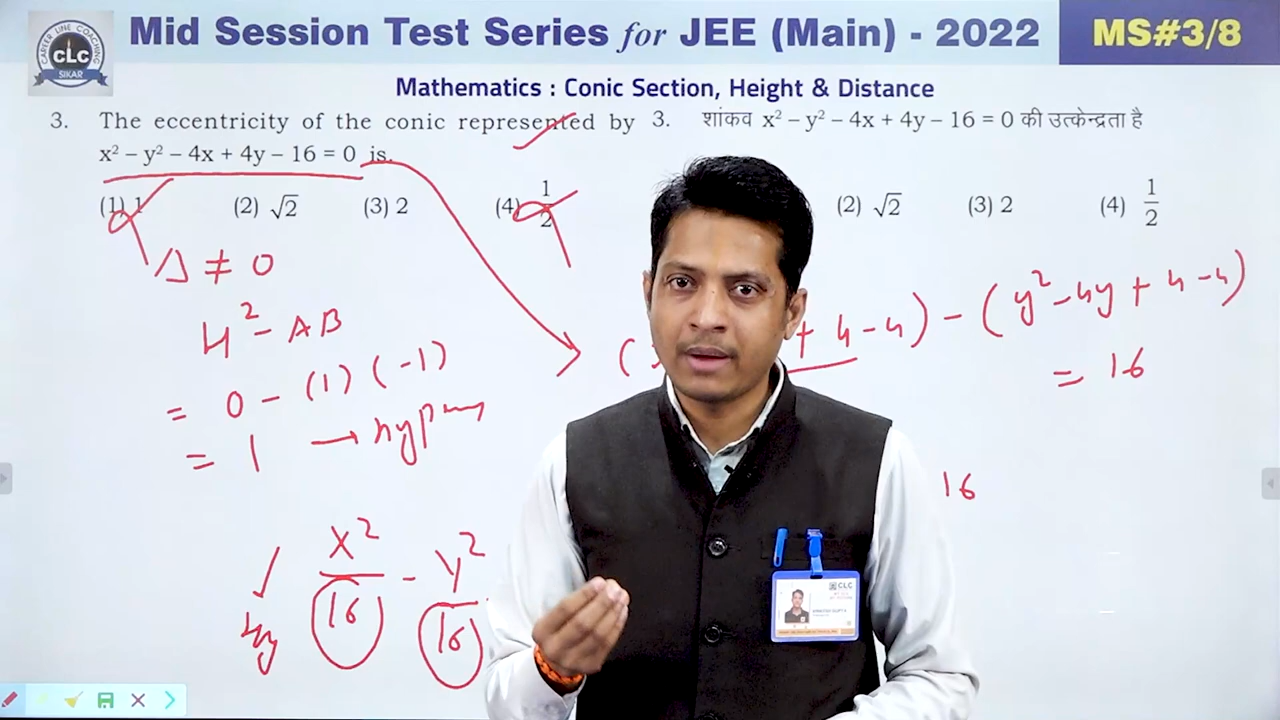 CAREER LINE COACHING
CLC
SIKAR
Mid Session Test Series for JEE (Main) - 2022
MS#3/8
Mathematics : Conic Section, Height & Distance
3. The eccentricity of the conic represented by
x² – y² – 4x + 4y – 16 = 0 is.
(1) 1 (2) √2 (3) 2 (4) 1/2
3. शांकव x² – y² – 4x + 4y – 16 = 0 की उत्केन्द्रता है
(2) √2 (3) 2 (4) 1/2
Δ ≠ 0
H² - AB
= 0 - (1) (-1)
= 1 → hyp
+ 4 - 4) - (y² - 4y + 4 - 4)
= 16
16
x²/16 - y²/16
Hy
CLC